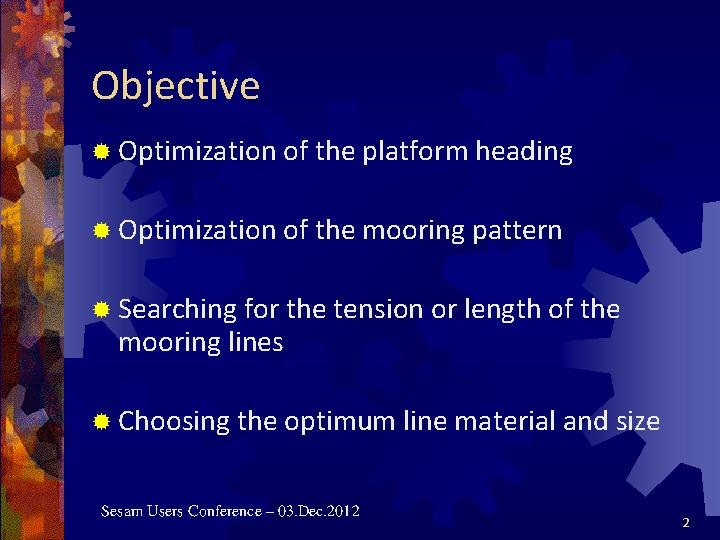 Objective
Optimization of the platform heading
Optimization of the mooring pattern
Searching for the tension or length of the
mooring lines
Choosing the optimum line material and size
Sesam Users Conference – 03.Dec.2012
2